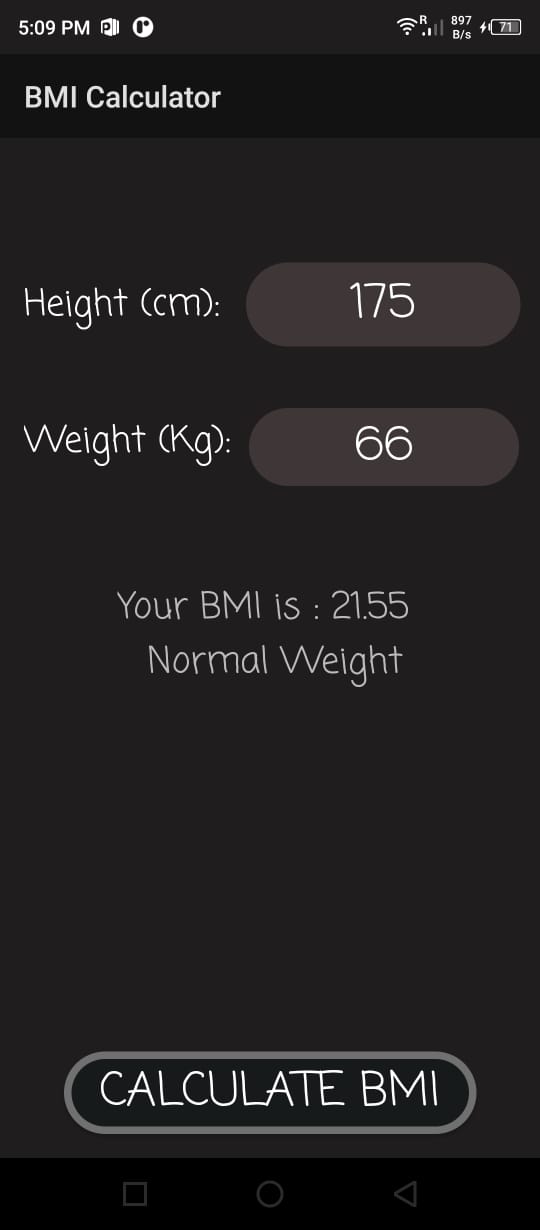 5:09 PM R 897 B/s 71
BMI Calculator
Height (cm): 175
Weight (Kg): 66
Your BMI is : 21.55
Normal Weight
CALCULATE BMI